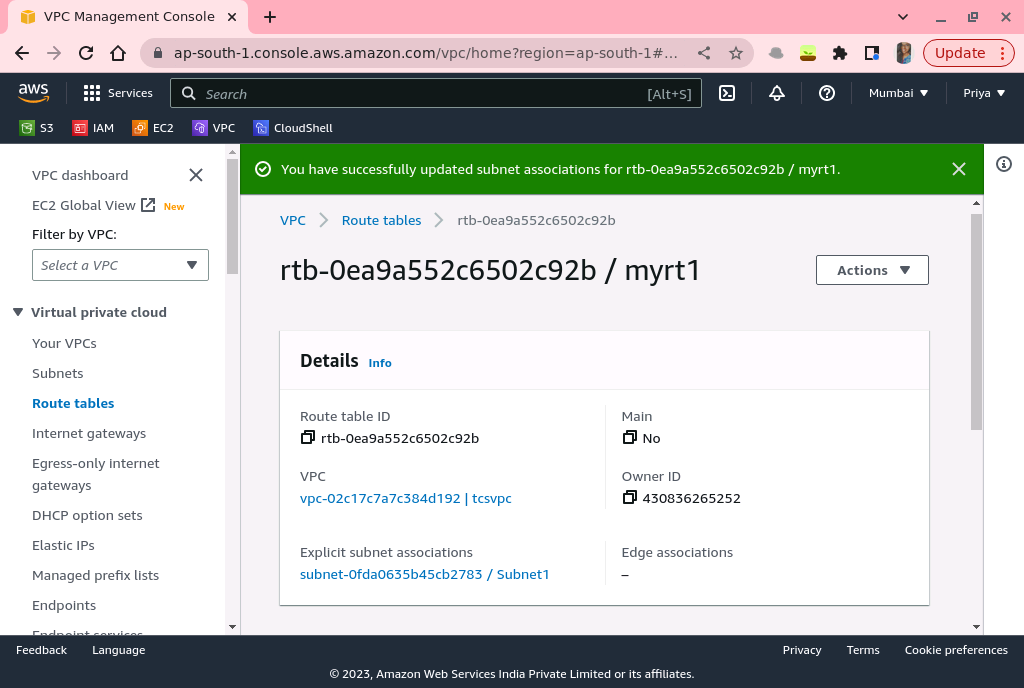 VPC Management Console
ap-south-1.console.aws.amazon.com/vpc/home?region=ap-south-1#...
Update
aws
Services
Search
[Alt+S]
Mumbai
Priya
S3
IAM
EC2
VPC
CloudShell
VPC dashboard
EC2 Global View
New
Filter by VPC:
Select a VPC
Virtual private cloud
Your VPCs
Subnets
Route tables
Internet gateways
Egress-only internet
gateways
DHCP option sets
Elastic IPs
Managed prefix lists
Endpoints
Endpoint services
You have successfully updated subnet associations for rtb-0ea9a552c6502c92b / myrt1.
VPC
Route tables
rtb-0ea9a552c6502c92b
rtb-0ea9a552c6502c92b / myrt1
Actions
Details
Info
Route table ID
rtb-0ea9a552c6502c92b
Main
No
VPC
vpc-02c17c7a7c384d192 | tcsvpc
Owner ID
430836265252
Explicit subnet associations
subnet-0fda0635b45cb2783 / Subnet1
Edge associations
–
Feedback
Language
Privacy
Terms
Cookie preferences
© 2023, Amazon Web Services India Private Limited or its affiliates.